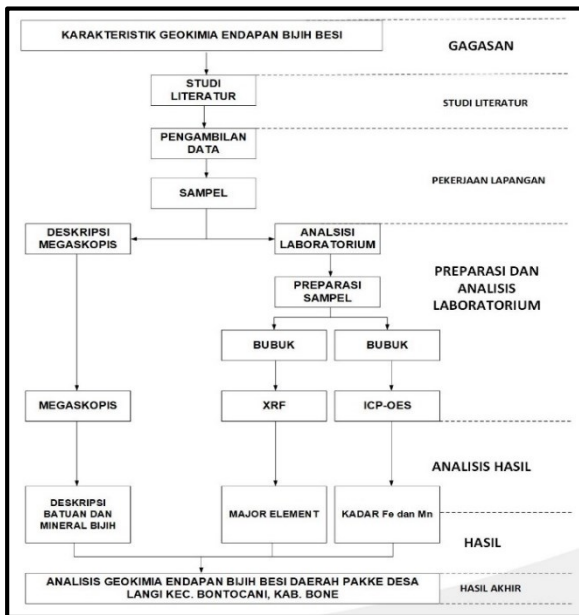 KARAKTERISTIK GEOKIMIA ENDAPAN BIJIH BESI
GAGASAN
STUDI
LITERATUR
STUDI LITERATUR
PENGAMBILAN
DATA
SAMPEL
PEKERJAAN LAPANGAN
DESKRIPSI
MEGASKOPIS
ANALSISI
LABORATORIUM
PREPARASI
SAMPEL
PREPARASI DAN
ANALISIS
LABORATORIUM
BUBUK
BUBUK
MEGASKOPIS
XRF
ICP-OES
ANALISIS HASIL
DESKRIPSI
BATUAN DAN
MINERAL BIJIH
MAJOR ELEMENT
KADAR Fe dan Mn
HASIL
ANALISIS GEOKIMIA ENDAPAN BIJIH BESI DAERAH PAKKE DESA
LANGI KEC. BONTOCANI, KAB. BONE
HASIL AKHIR